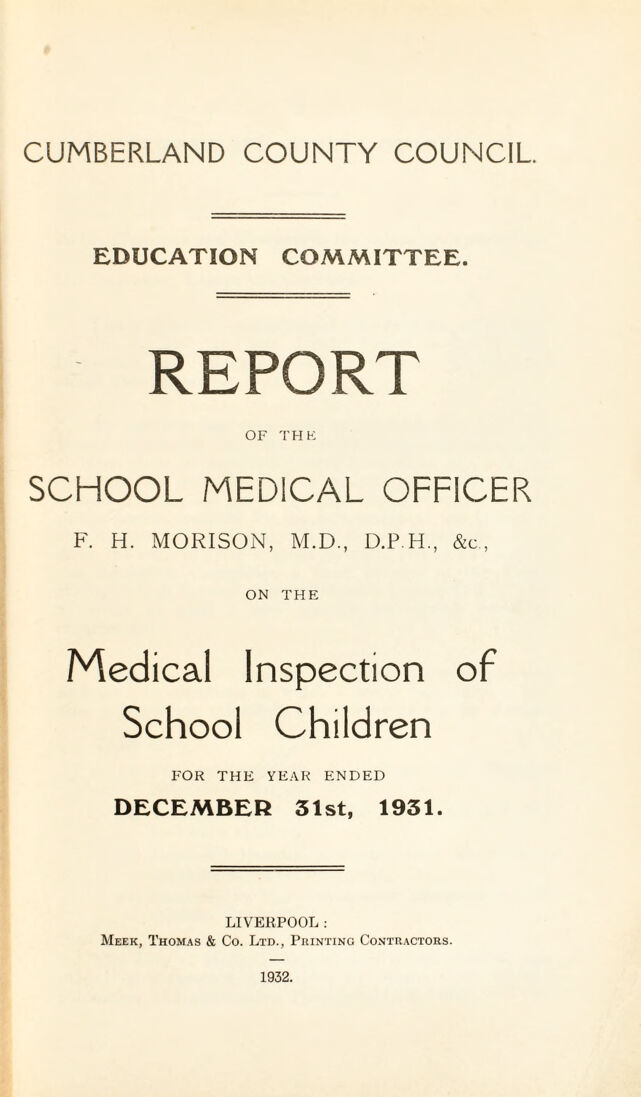 CUMBERLAND COUNTY COUNCIL.
EDUCATION COMMITTEE.
REPORT
OF THE
SCHOOL MEDICAL OFFICER
F. H. MORISON, M.D., D.P.H., &c.,
ON THE
Medical Inspection of
School Children
FOR THE YEAR ENDED
DECEMBER 31st, 1931.
LIVERPOOL:
MEEK, THOMAS & CO. LTD., PRINTING CONTRACTORS.
1932.